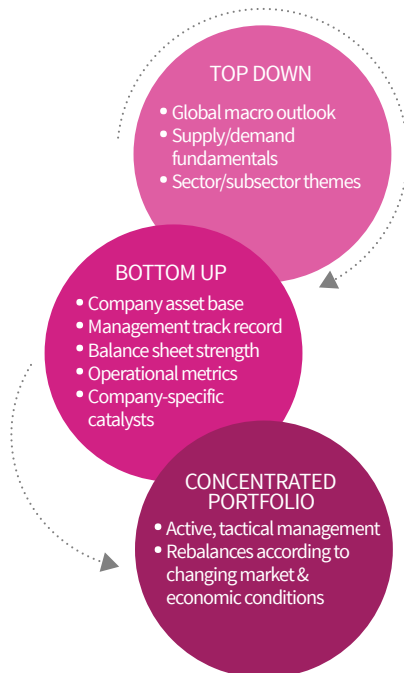 TOP DOWN
• Global macro outlook
• Supply/demand
fundamentals
• Sector/subsector themes
BOTTOM UP
• Company asset base
• Management track record
• Balance sheet strength
• Operational metrics
• Company-specific
catalysts
CONCENTRATED
PORTFOLIO
• Active, tactical management
• Rebalances according to
changing market &
economic conditions